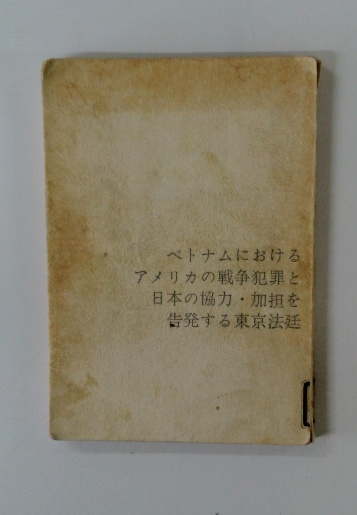 ベトナムにおける
アメリカの戦争犯罪と
日本の協力・加担を
告発する東京法廷